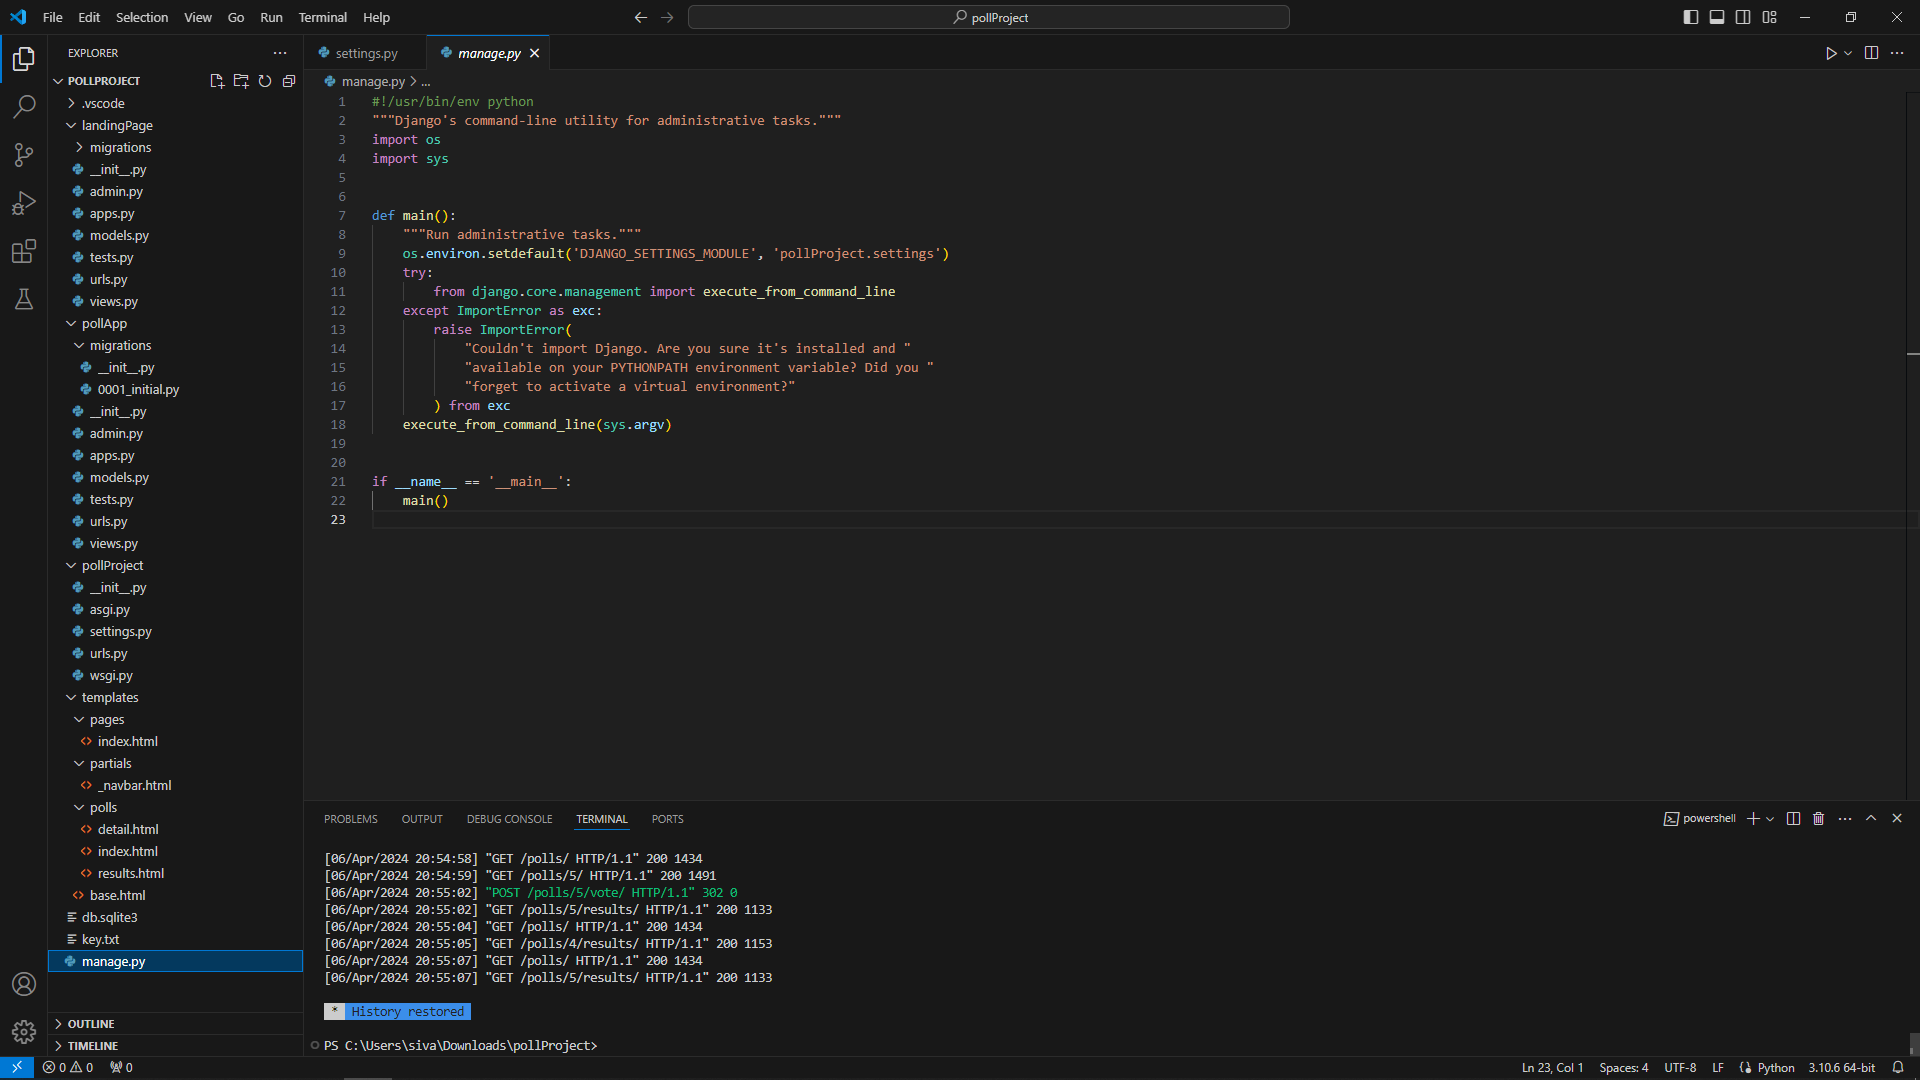 File Edit Selection View Go Run Terminal Help
pollProject
EXPLORER
POLLPROJECT
.vscode
landingPage
migrations
__init__.py
admin.py
apps.py
models.py
tests.py
urls.py
views.py
pollApp
migrations
__init__.py
0001_initial.py
__init__.py
admin.py
apps.py
models.py
tests.py
urls.py
views.py
pollProject
__init__.py
asgi.py
settings.py
urls.py
wsgi.py
templates
pages
index.html
partials
_navbar.html
polls
detail.html
index.html
results.html
base.html
db.sqlite3
key.txt
manage.py
OUTLINE
TIMELINE
settings.py
manage.py
manage.py > ...
1 #!/usr/bin/env python
2 """Django's command-line utility for administrative tasks."""
3 import os
4 import sys
5
6
7 def main():
8     """Run administrative tasks."""
9     os.environ.setdefault('DJANGO_SETTINGS_MODULE', 'pollProject.settings')
10     try:
11         from django.core.management import execute_from_command_line
12     except ImportError as exc:
13         raise ImportError(
14             "Couldn't import Django. Are you sure it's installed and "
15             "available on your PYTHONPATH environment variable? Did you "
16             "forget to activate a virtual environment?"
17         ) from exc
18     execute_from_command_line(sys.argv)
19
20
21 if __name__ == '__main__':
22     main()
23
PROBLEMS OUTPUT DEBUG CONSOLE TERMINAL PORTS
powershell
[06/Apr/2024 20:54:58] "GET /polls/ HTTP/1.1" 200 1434
[06/Apr/2024 20:54:59] "GET /polls/5/ HTTP/1.1" 200 1491
[06/Apr/2024 20:55:02] "POST /polls/5/vote/ HTTP/1.1" 302 0
[06/Apr/2024 20:55:02] "GET /polls/5/results/ HTTP/1.1" 200 1133
[06/Apr/2024 20:55:04] "GET /polls/ HTTP/1.1" 200 1434
[06/Apr/2024 20:55:05] "GET /polls/4/results/ HTTP/1.1" 200 1153
[06/Apr/2024 20:55:07] "GET /polls/ HTTP/1.1" 200 1434
[06/Apr/2024 20:55:07] "GET /polls/5/results/ HTTP/1.1" 200 1133
* History restored
PS C:\Users\siva\Downloads\pollProject>
0 0 0
Ln 23, Col 1 Spaces: 4 UTF-8 LF Python 3.10.6 64-bit